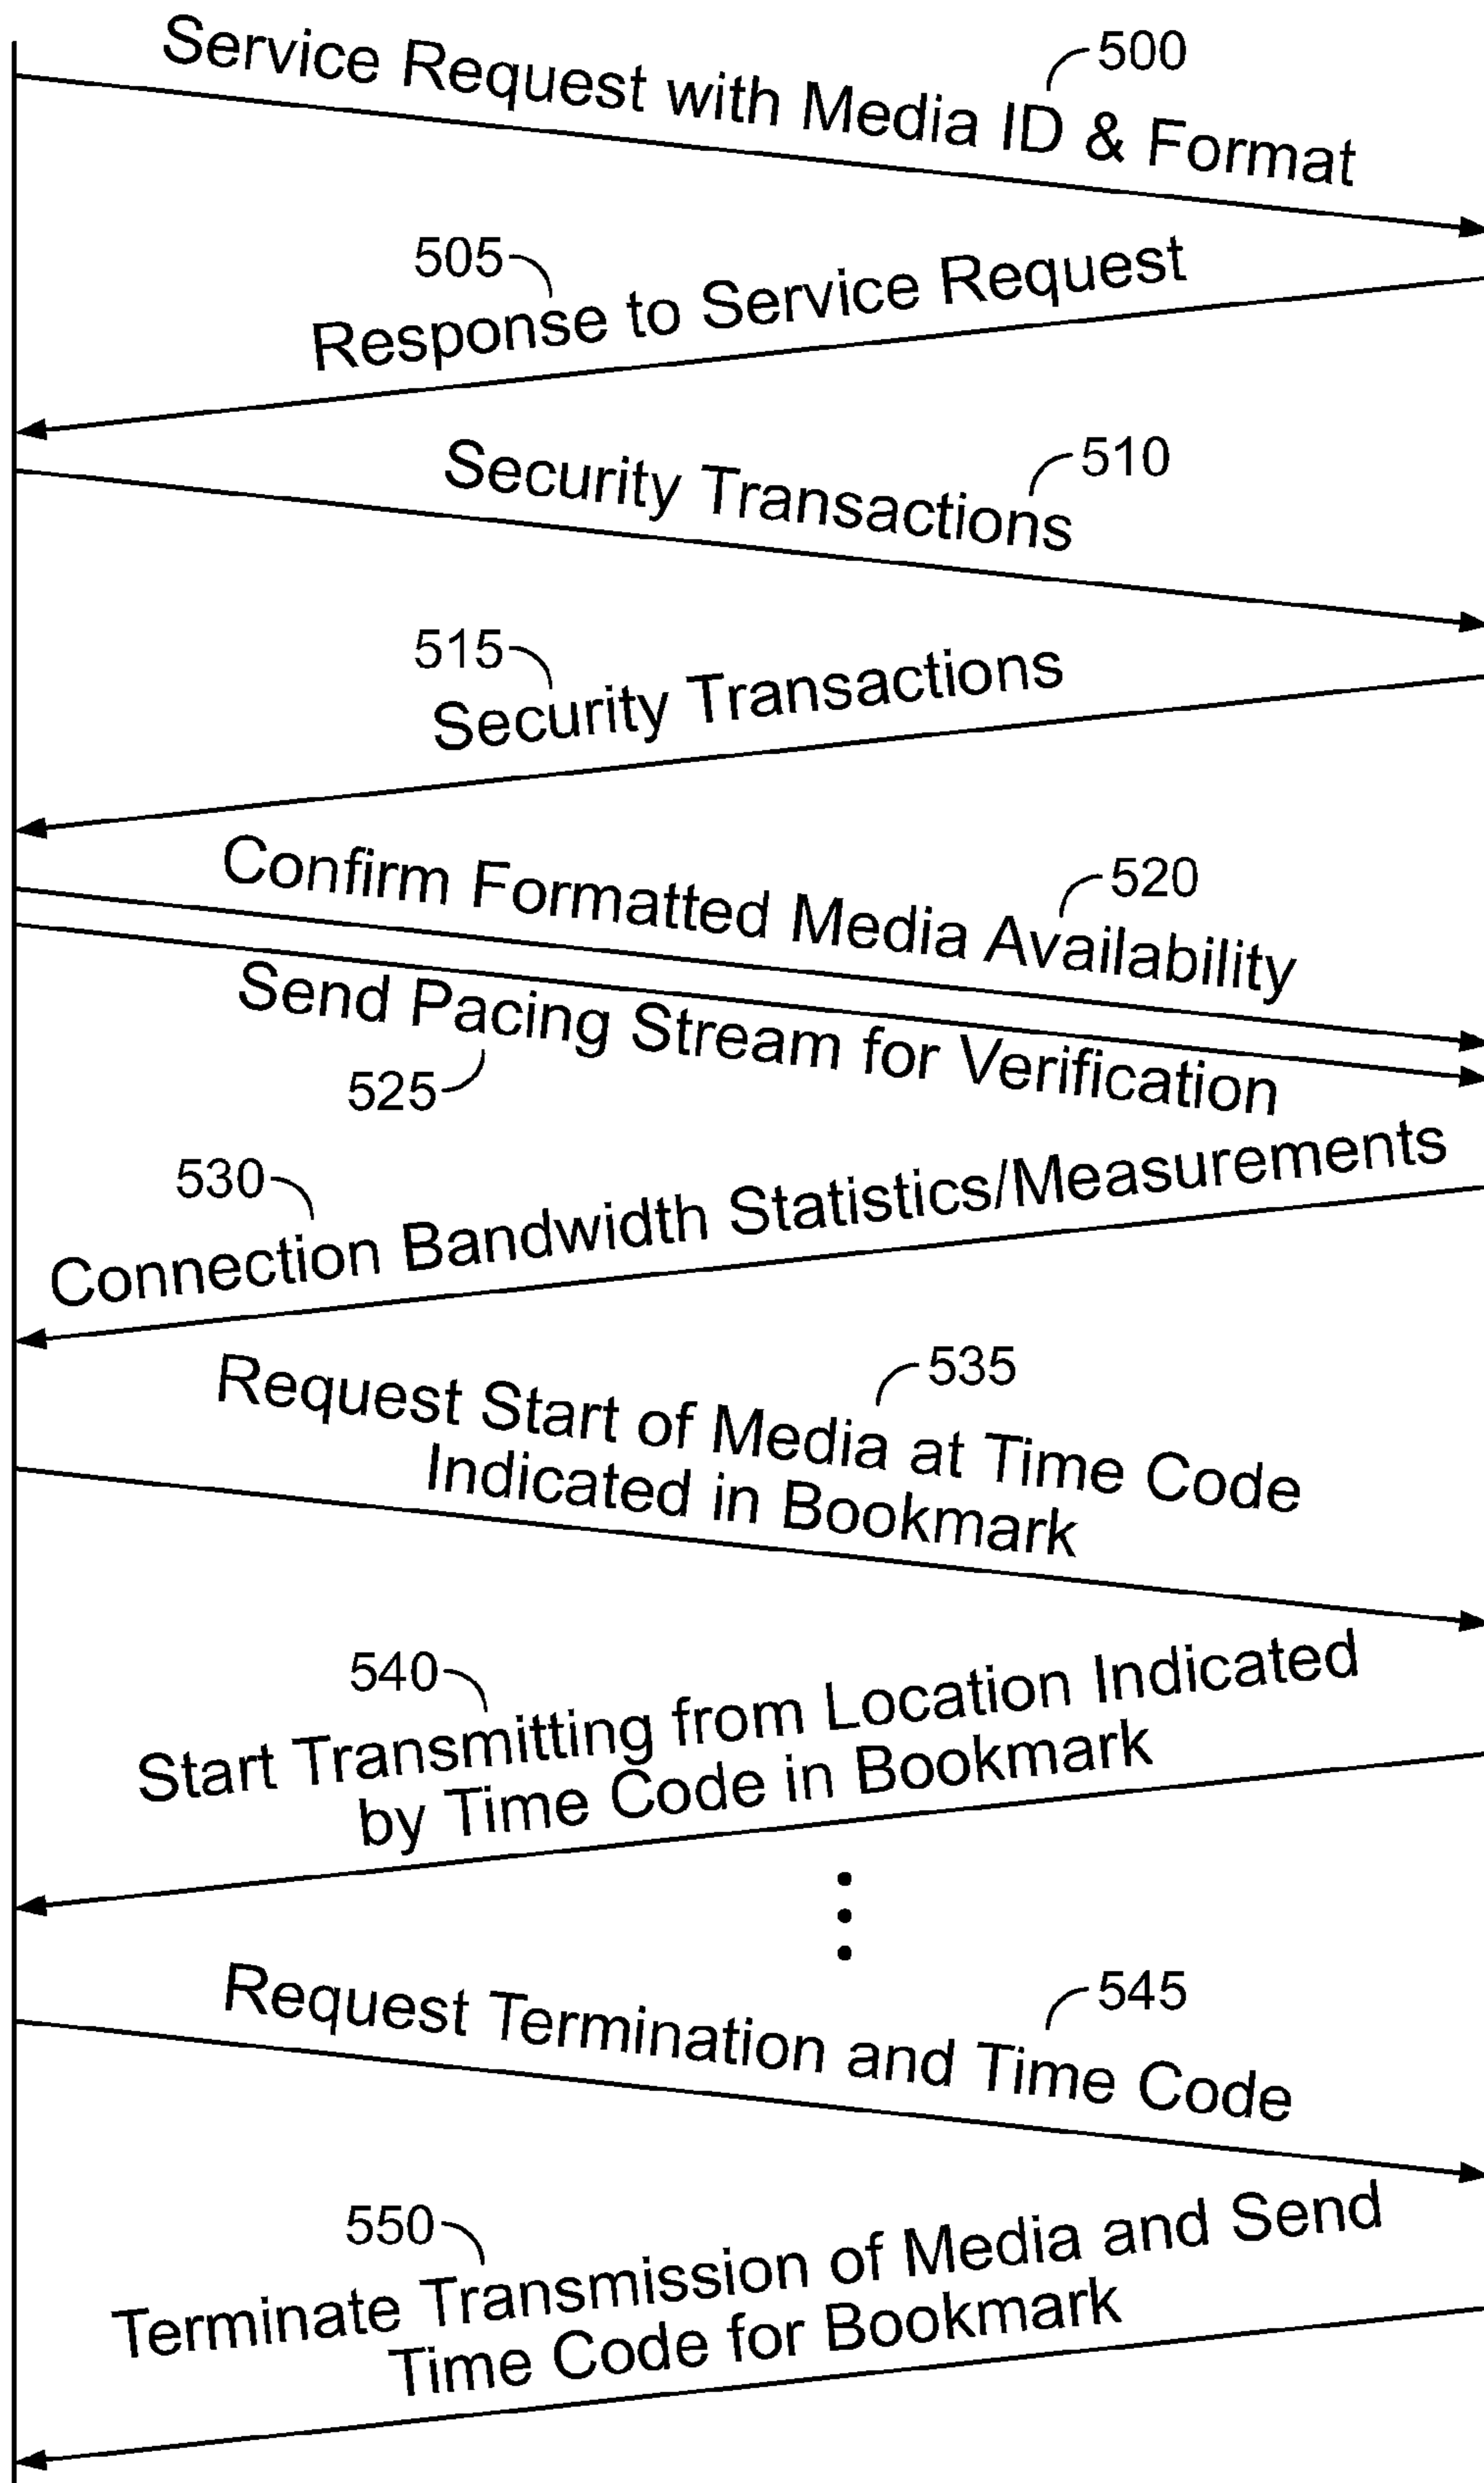 500
Service Request with Media ID & Format
505
Response to Service Request
510
Security Transactions
515
Security Transactions
520
Confirm Formatted Media Availability
Send Pacing Stream for Verification
525
530
Connection Bandwidth Statistics/Measurements
535
Request Start of Media at Time Code
Indicated in Bookmark
540
Start Transmitting from Location Indicated
by Time Code in Bookmark
545
Request Termination and Time Code
550
Terminate Transmission of Media and Send
Time Code for Bookmark